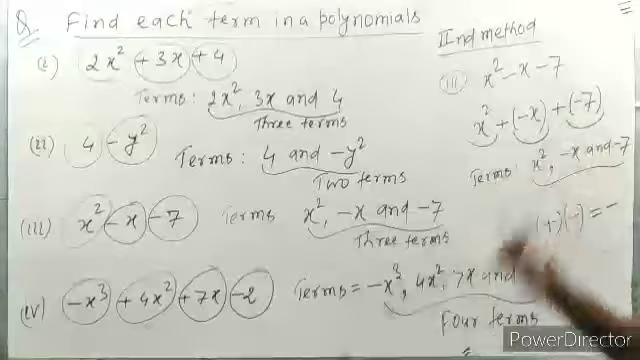 Q. Find each term in a polynomials
(i) 2x² + 3x + 4
Terms: 2x², 3x and 4
Three terms
(ii) 4 - y²
Terms: 4 and -y²
Two terms
(iii) x² - x - 7
Terms x², -x and -7
Three terms
(iv) -x³ + 4x² + 7x - 2
Terms = -x³, 4x², 7x and
four terms
IInd method
(iii) x² - x - 7
x² + (-x) + (-7)
Terms: x², -x and -7
(+)(-) = -
PowerDirector